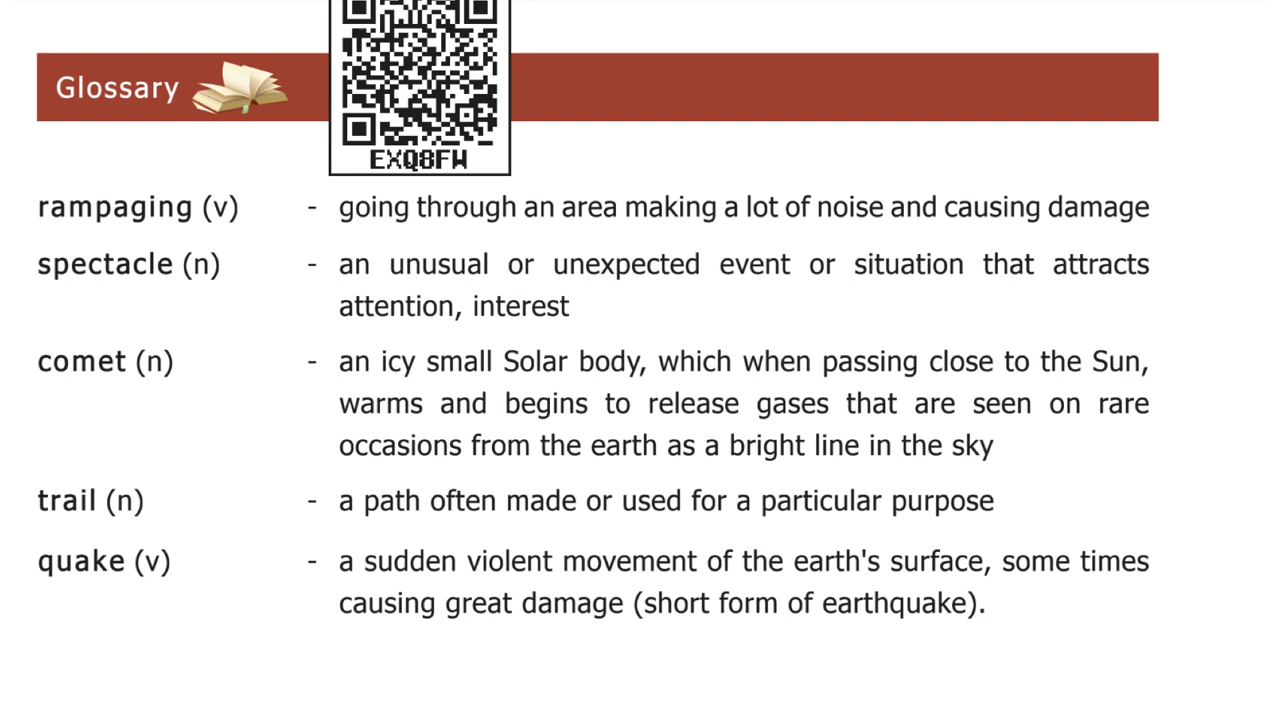 Glossary
EXQ8FW
rampaging (v) - going through an area making a lot of noise and causing damage
spectacle (n) - an unusual or unexpected event or situation that attracts
attention, interest
comet (n) - an icy small Solar body, which when passing close to the Sun,
warms and begins to release gases that are seen on rare
occasions from the earth as a bright line in the sky
trail (n) - a path often made or used for a particular purpose
quake (v) - a sudden violent movement of the earth's surface, some times
causing great damage (short form of earthquake).